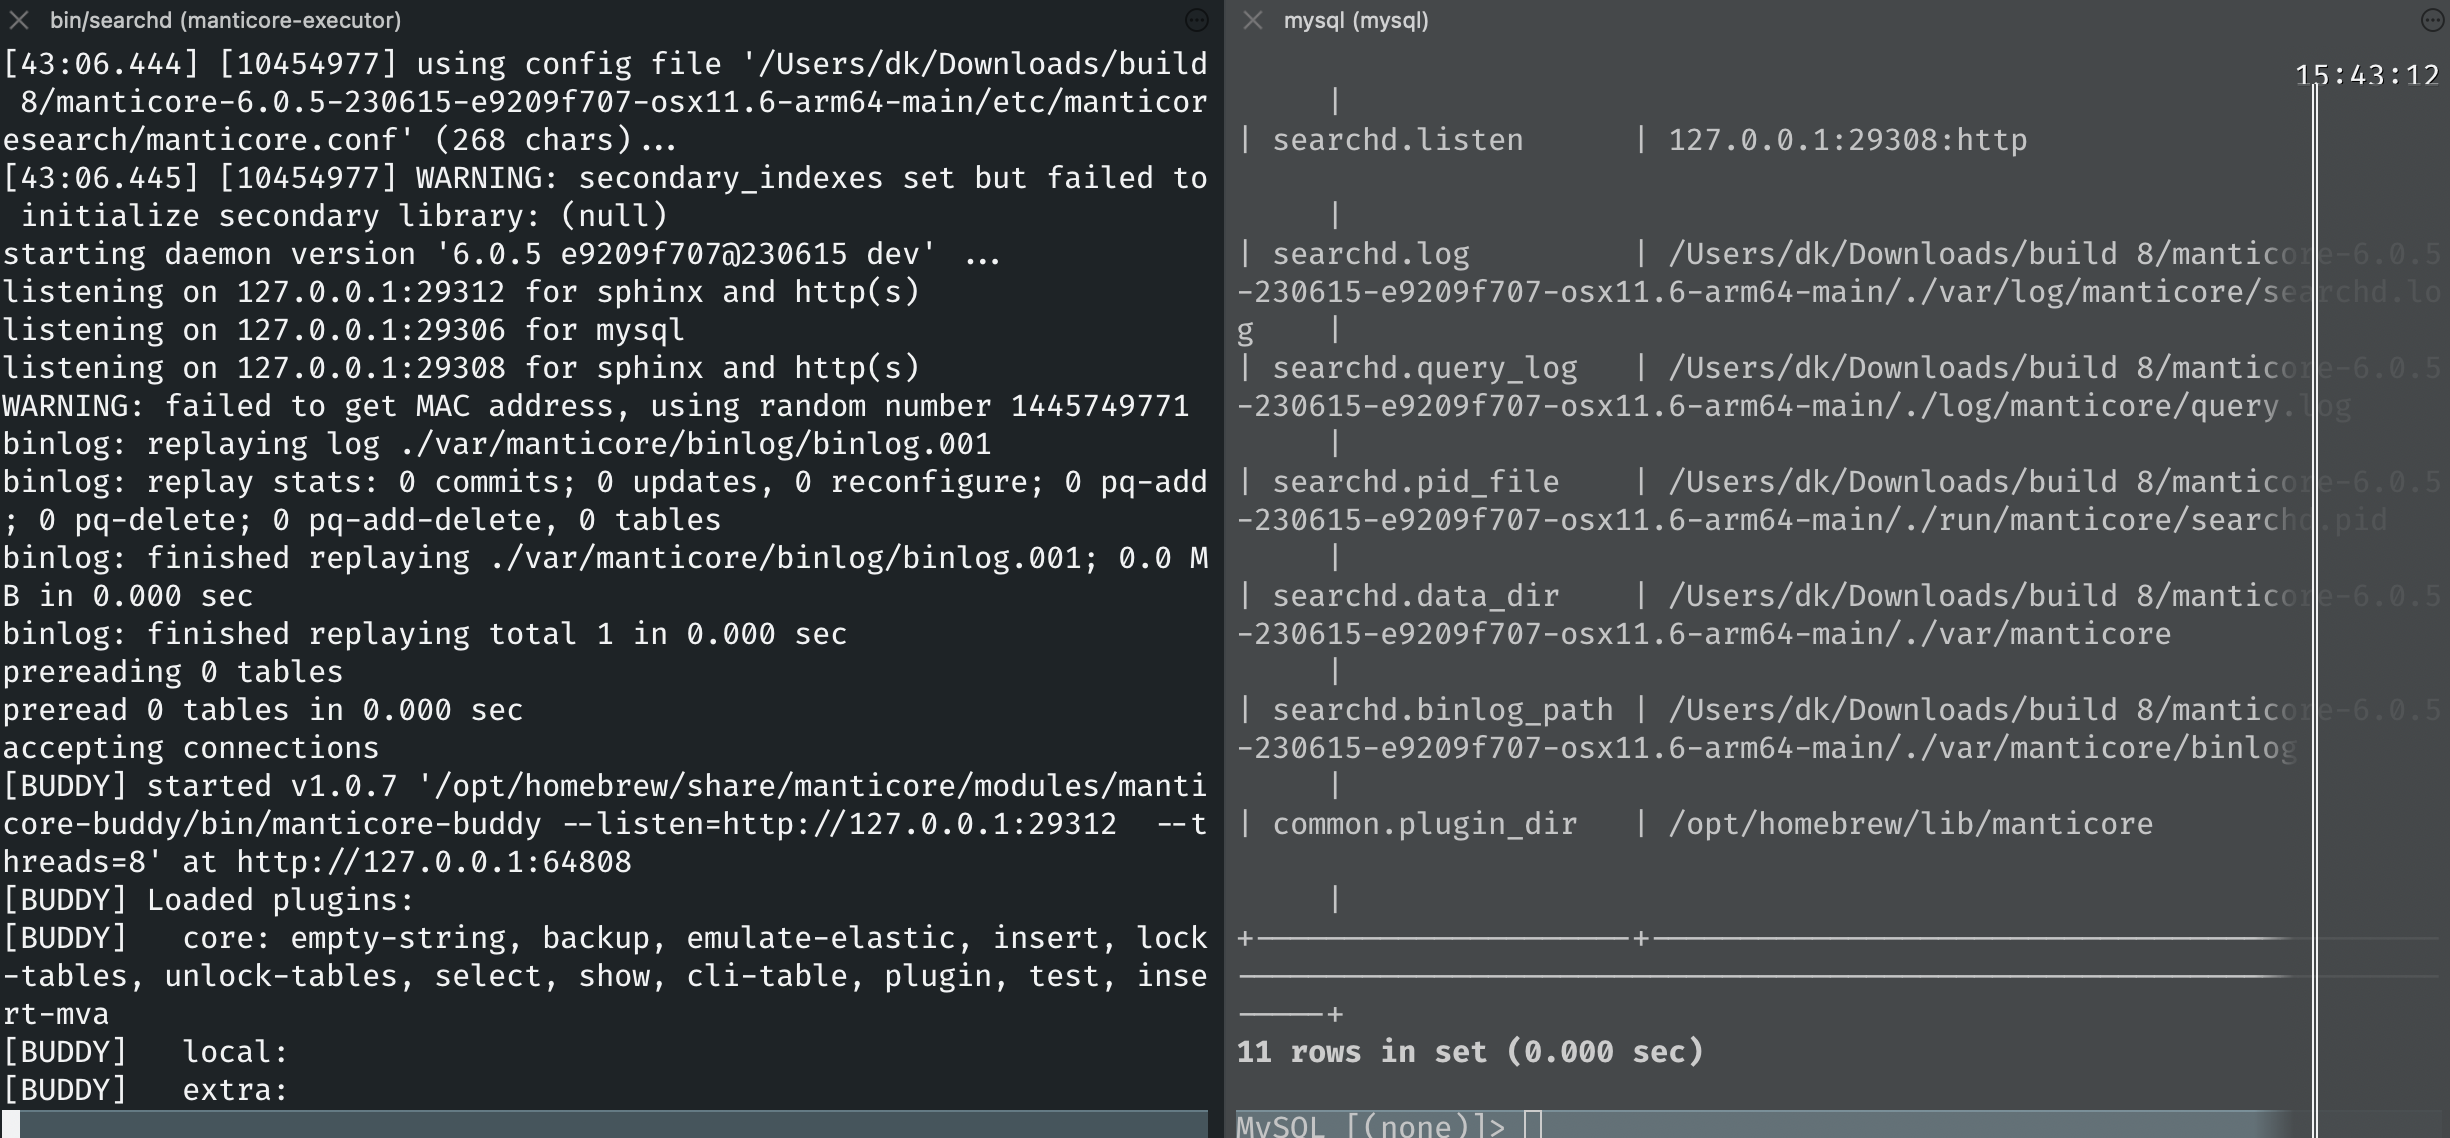 bin/searchd (manticore-executor)
[43:06.444] [10454977] using config file '/Users/dk/Downloads/build
 8/manticore-6.0.5-230615-e9209f707-osx11.6-arm64-main/etc/manticor
esearch/manticore.conf' (268 chars)...
[43:06.445] [10454977] WARNING: secondary_indexes set but failed to
 initialize secondary library: (null)
starting daemon version '6.0.5 e9209f707@230615 dev' ...
listening on 127.0.0.1:29312 for sphinx and http(s)
listening on 127.0.0.1:29306 for mysql
listening on 127.0.0.1:29308 for sphinx and http(s)
WARNING: failed to get MAC address, using random number 1445749771
binlog: replaying log ./var/manticore/binlog/binlog.001
binlog: replay stats: 0 commits; 0 updates, 0 reconfigure; 0 pq-add
; 0 pq-delete; 0 pq-add-delete, 0 tables
binlog: finished replaying ./var/manticore/binlog/binlog.001; 0.0 M
B in 0.000 sec
binlog: finished replaying total 1 in 0.000 sec
prereading 0 tables
preread 0 tables in 0.000 sec
accepting connections
[BUDDY] started v1.0.7 '/opt/homebrew/share/manticore/modules/manti
core-buddy/bin/manticore-buddy --listen=http://127.0.0.1:29312  --t
hreads=8' at http://127.0.0.1:64808
[BUDDY] Loaded plugins:
[BUDDY]   core: empty-string, backup, emulate-elastic, insert, lock
-tables, unlock-tables, select, show, cli-table, plugin, test, inse
rt-mva
[BUDDY]   local:
[BUDDY]   extra:
mysql (mysql)
15:43:12
|
| searchd.listen      | 127.0.0.1:29308:http
|
| searchd.log         | /Users/dk/Downloads/build 8/manticore-6.0.5
-230615-e9209f707-osx11.6-arm64-main/./var/log/manticore/searchd.lo
g    |
| searchd.query_log   | /Users/dk/Downloads/build 8/manticore-6.0.5
-230615-e9209f707-osx11.6-arm64-main/./log/manticore/query.log
|
| searchd.pid_file    | /Users/dk/Downloads/build 8/manticore-6.0.5
-230615-e9209f707-osx11.6-arm64-main/./run/manticore/searchd.pid
|
| searchd.data_dir    | /Users/dk/Downloads/build 8/manticore-6.0.5
-230615-e9209f707-osx11.6-arm64-main/./var/manticore
|
| searchd.binlog_path | /Users/dk/Downloads/build 8/manticore-6.0.5
-230615-e9209f707-osx11.6-arm64-main/./var/manticore/binlog
|
| common.plugin_dir   | /opt/homebrew/lib/manticore
|
11 rows in set (0.000 sec)
MySQL [(none)]>